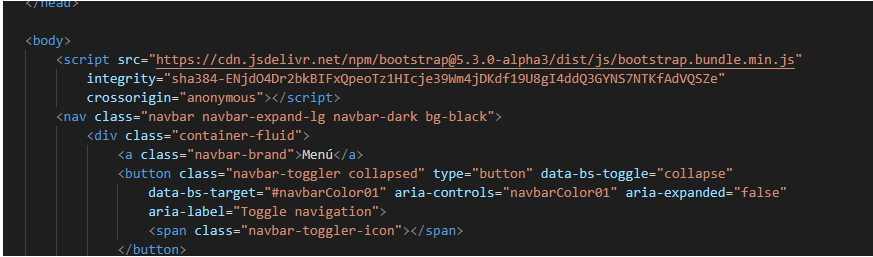 </head>
<body>
<script src="https://cdn.jsdelivr.net/npm/bootstrap@5.3.0-alpha3/dist/js/bootstrap.bundle.min.js"
integrity="sha384-ENjdO4Dr2bkBIFxQpeoTz1HIcje39Wm4jDKdf19U8gI4ddQ3GYNS7NTKfAdVQSZe"
crossorigin="anonymous"></script>
<nav class="navbar navbar-expand-lg navbar-dark bg-black">
<div class="container-fluid">
<a class="navbar-brand">Menú</a>
<button class="navbar-toggler collapsed" type="button" data-bs-toggle="collapse"
data-bs-target="#navbarColor01" aria-controls="navbarColor01" aria-expanded="false"
aria-label="Toggle navigation">
<span class="navbar-toggler-icon"></span>
</button>